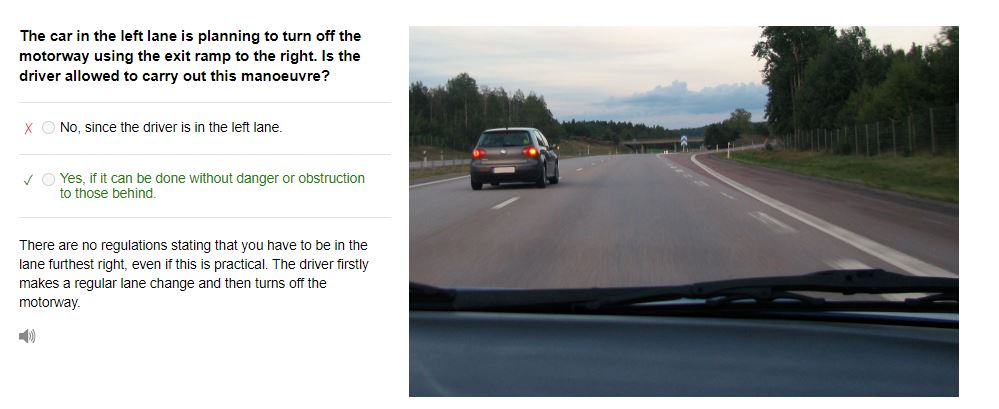 The car in the left lane is planning to turn off the
motorway using the exit ramp to the right. Is the
driver allowed to carry out this manoeuvre?
X No, since the driver is in the left lane.
✓ Yes, if it can be done without danger or obstruction
to those behind.
There are no regulations stating that you have to be in the
lane furthest right, even if this is practical. The driver firstly
makes a regular lane change and then turns off the
motorway.